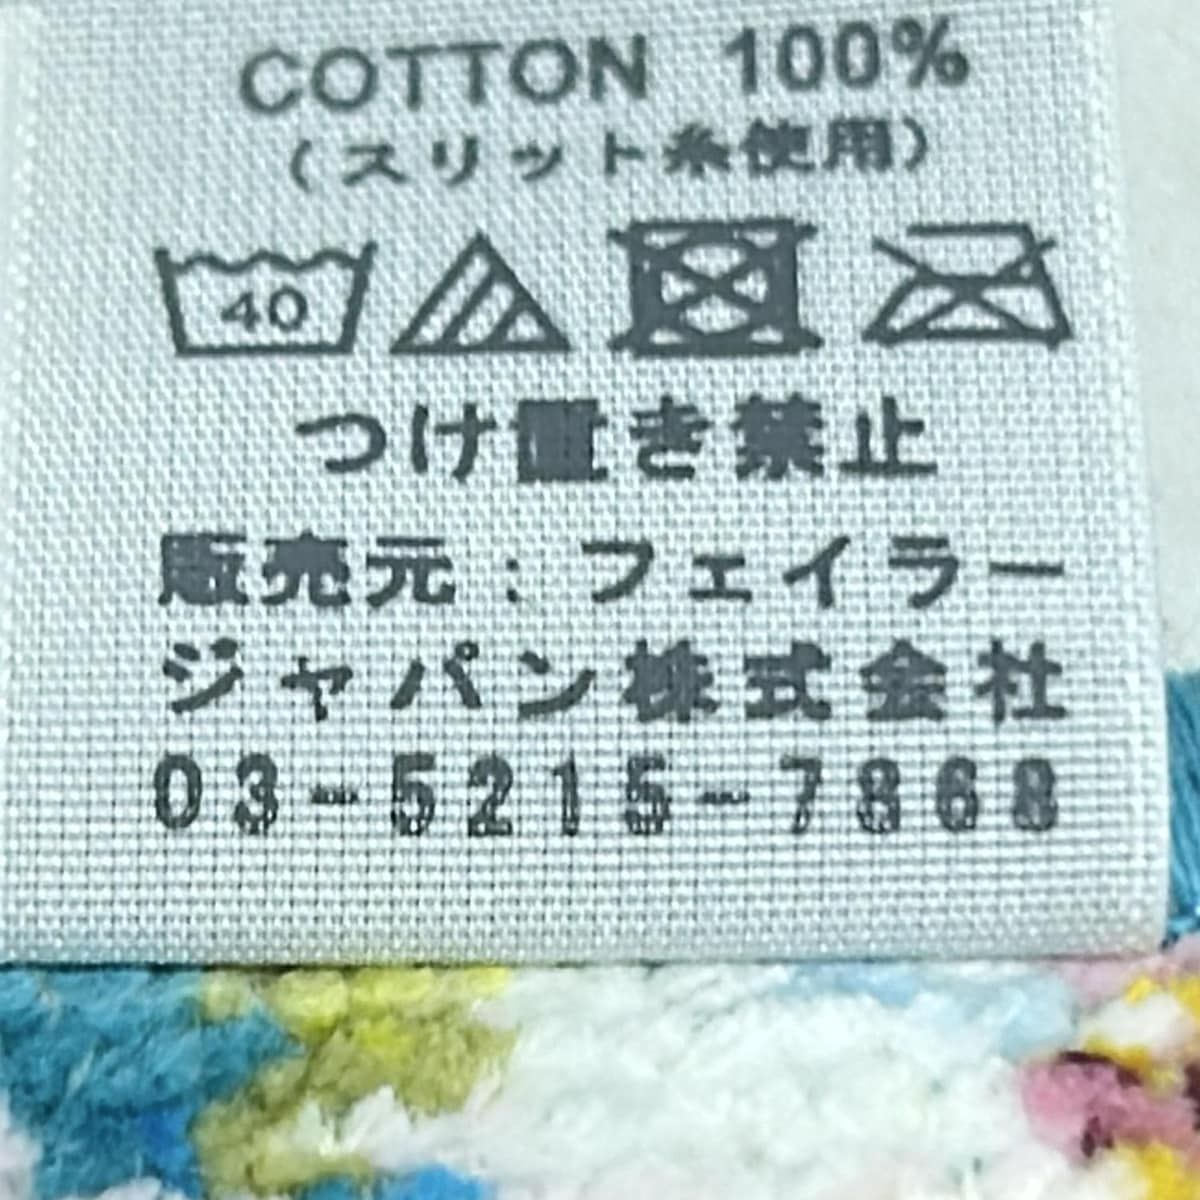 COTTON 100%
(スリット糸使用)
40
つけ置き禁止
販売元:フェイラー
ジャパン株式会社
03-5215-7868